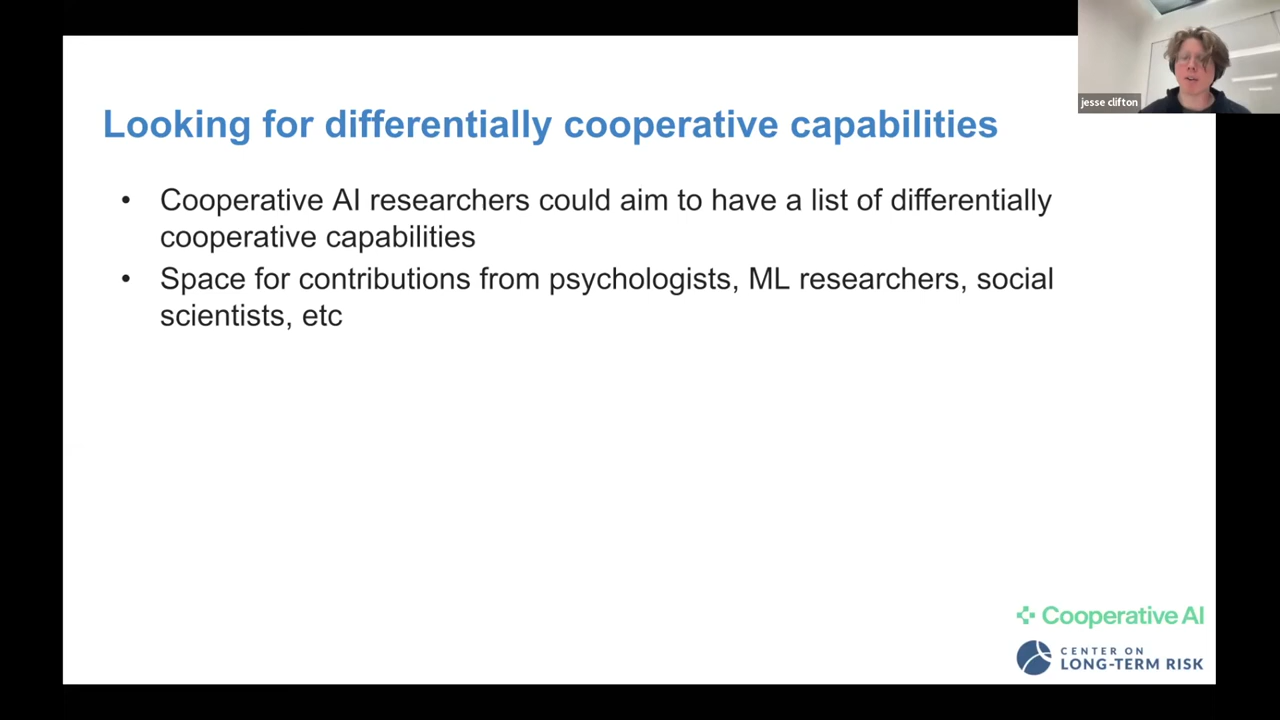 jesse clifton
Looking for differentially cooperative capabilities
• Cooperative AI researchers could aim to have a list of differentially
cooperative capabilities
• Space for contributions from psychologists, ML researchers, social
scientists, etc
Cooperative AI
CENTER ON
LONG-TERM RISK